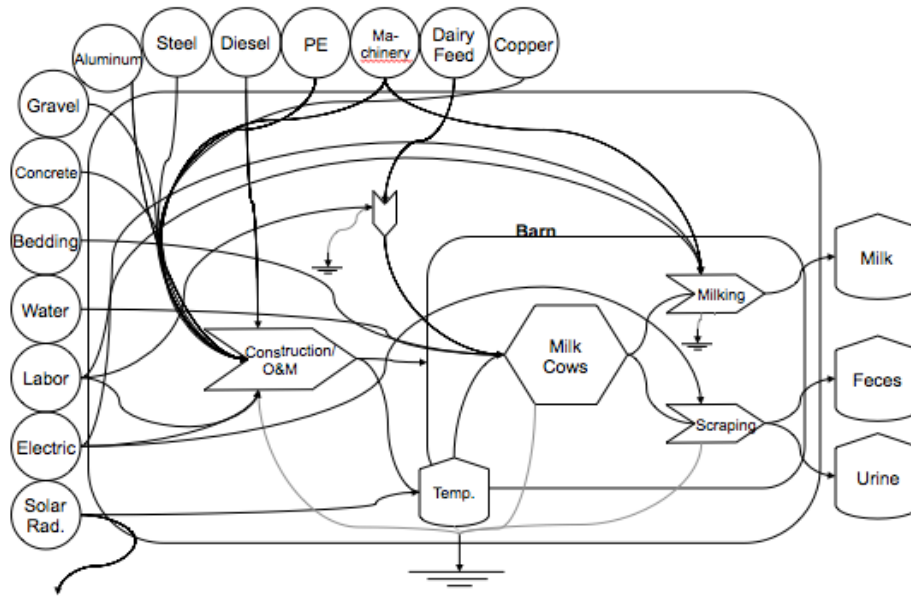 Aluminum
Steel
Diesel
PE
Ma-
chinery
Dairy
Feed
Copper
Gravel
Concrete
Bedding
Water
Labor
Electric
Solar
Rad.
Construction/
O&M
Barn
Milk
Cows
Milking
Scraping
Temp.
Milk
Feces
Urine